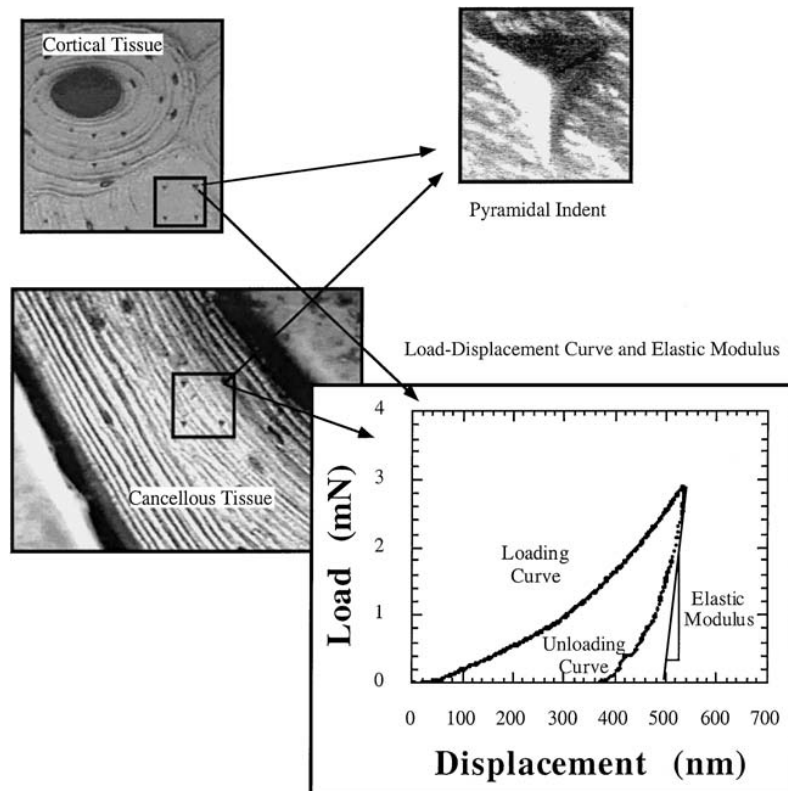 Cortical Tissue
Pyramidal Indent
Load-Displacement Curve and Elastic Modulus
Cancellous Tissue
4
3
2
1
0
Load (mN)
Loading
Curve
Unloading
Curve
Elastic
Modulus
0 100 200 300 400 500 600 700
Displacement (nm)